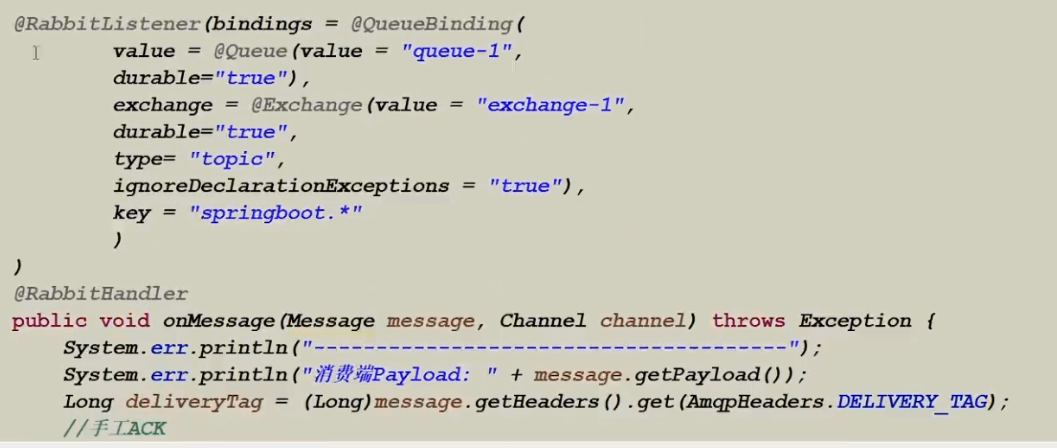 @RabbitListener(bindings = @QueueBinding(
value = @Queue(value = "queue-1",
durable="true"),
exchange = @Exchange(value = "exchange-1",
durable="true",
type= "topic",
ignoreDeclarationExceptions = "true"),
key = "springboot.*"
)
)
@RabbitHandler
public void onMessage(Message message, Channel channel) throws Exception {
System.err.println("--------------------------------------");
System.err.println("消费端Payload: " + message.getPayload());
Long deliveryTag = (Long)message.getHeaders().get(AmqpHeaders.DELIVERY_TAG);
//手工ACK